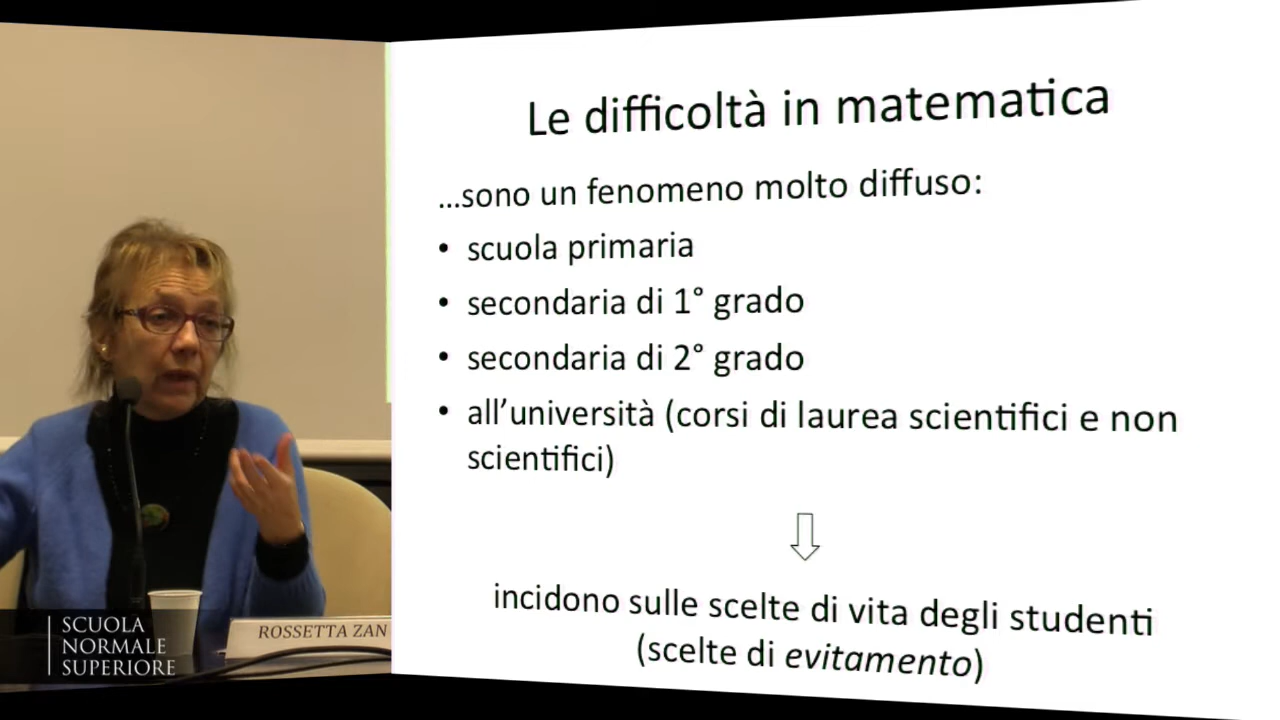 Le difficoltà in matematica
...sono un fenomeno molto diffuso:
• scuola primaria
• secondaria di 1° grado
• secondaria di 2° grado
• all'università (corsi di laurea scientifici e non
scientifici)
incidono sulle scelte di vita degli studenti
(scelte di evitamento)
ROSSETTA ZAN
SCUOLA
NORMALE
SUPERIORE